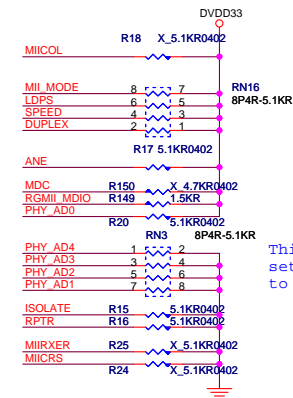 DVDD33
R18 X_5.1KR0402
MIICOL
MII_MODE 8 7 RN16
LDPS 6 5 8P4R-5.1KR
SPEED 4 3
DUPLEX 2 1
R17 5.1KR0402
ANE
MDC R150 X_4.7KR0402
RGMII_MDIO R149 1.5KR
PHY_AD0 R20 5.1KR0402
RN3 8P4R-5.1KR
PHY_AD4 1 2
PHY_AD3 3 4
PHY_AD2 5 6
PHY_AD1 7 8
Thi
set
to
ISOLATE R15 5.1KR0402
RPTR R16 5.1KR0402
MIIRXER R25 X_5.1KR0402
MIICRS R24 X_5.1KR0402